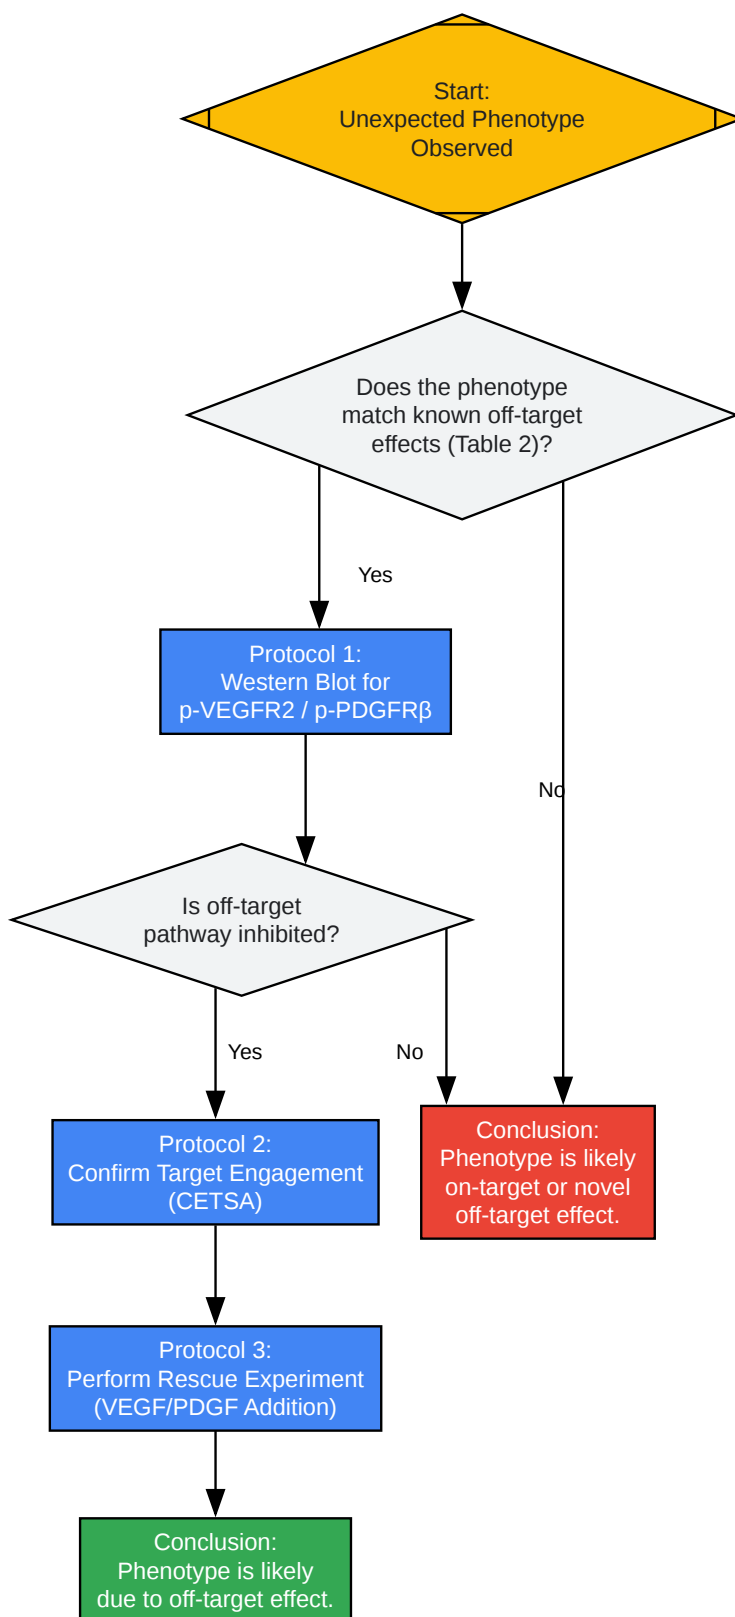 Start:
Unexpected Phenotype
Observed
Does the phenotype
match known off-target
effects (Table 2)?
Yes
Protocol 1:
Western Blot for
p-VEGFR2 / p-PDGFRβ
No
Is off-target
pathway inhibited?
Yes
No
Protocol 2:
Confirm Target Engagement
(CETSA)
Conclusion:
Phenotype is likely
on-target or novel
off-target effect.
Protocol 3:
Perform Rescue Experiment
(VEGF/PDGF Addition)
Conclusion:
Phenotype is likely
due to off-target effect.